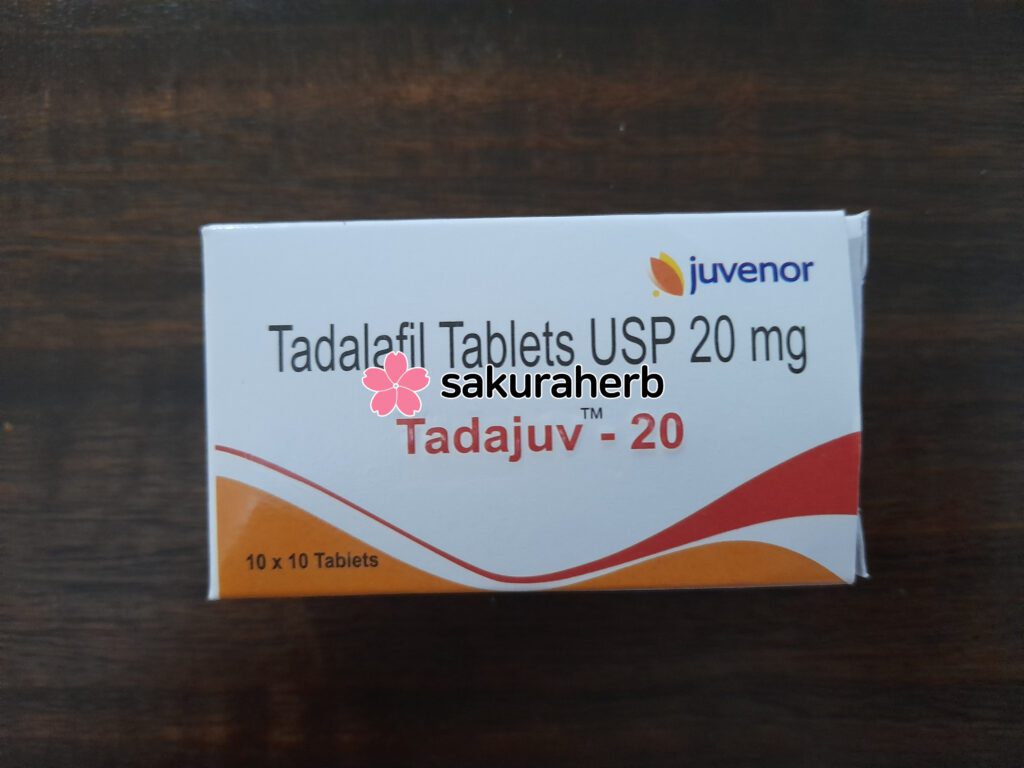 juvenor
Tadalafil Tablets USP 20 mg
sakuraherb
Tadajuv™- 20
10 x 10 Tablets